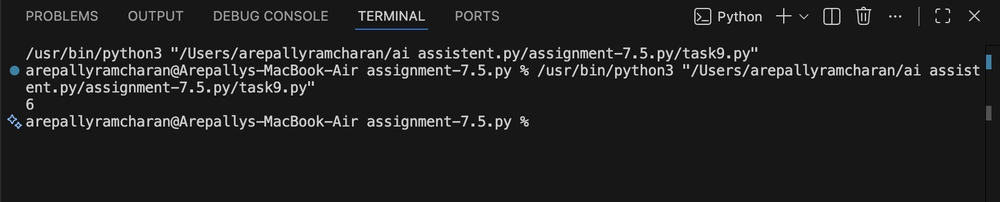 PROBLEMS OUTPUT DEBUG CONSOLE TERMINAL PORTS Python
/usr/bin/python3 "/Users/arepallyramcharan/ai assistent.py/assignment-7.5.py/task9.py"
arepallyramcharan@Arepallys-MacBook-Air assignment-7.5.py % /usr/bin/python3 "/Users/arepallyramcharan/ai assist
ent.py/assignment-7.5.py/task9.py"
6
arepallyramcharan@Arepallys-MacBook-Air assignment-7.5.py %